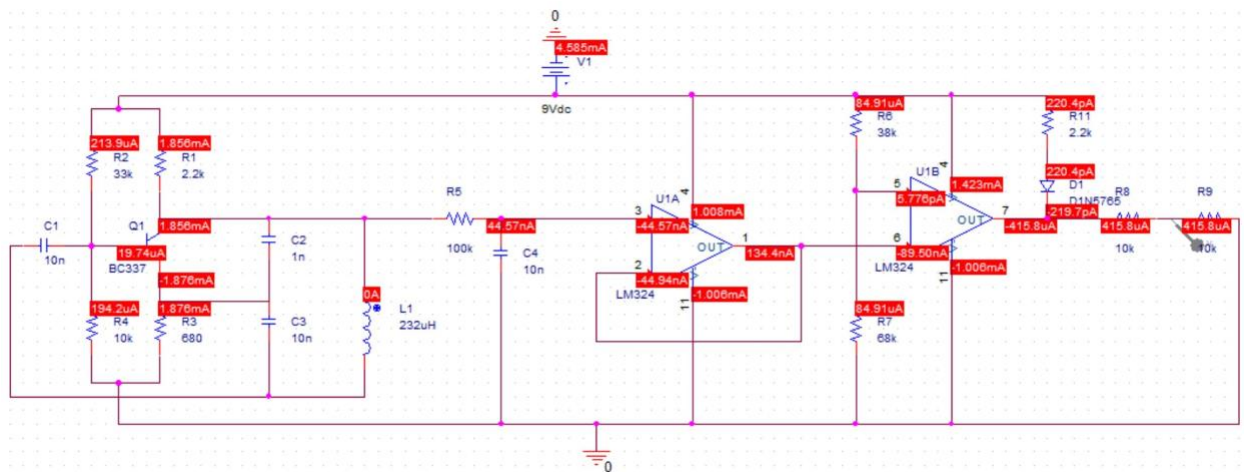 0
4.585mA
V1
9Vdc
213.9uA
R2
33k
1.856mA
R1
2.2k
Q1
1.856mA
C1
10n
19.74uA
BC337
-1.876mA
194.2uA
R4
10k
1.876mA
R3
680
C2
1n
C3
10n
0A
L1
232uH
R5
100k
44.57nA
C4
10n
U1A
3
-44.57nA
4
1.008mA
OUT
1
134.4nA
2
-44.94nA
LM324
11
-1.006mA
84.91uA
R6
38k
U1B
5
5.776pA
4
1.423mA
OUT
7
-415.8uA
6
-89.50nA
LM324
11
-1.006mA
84.91uA
R7
68k
220.4pA
R11
2.2k
220.4pA
D1
D1N5765
-219.7pA
R8
415.8uA
10k
R9
415.8uA
10k
0